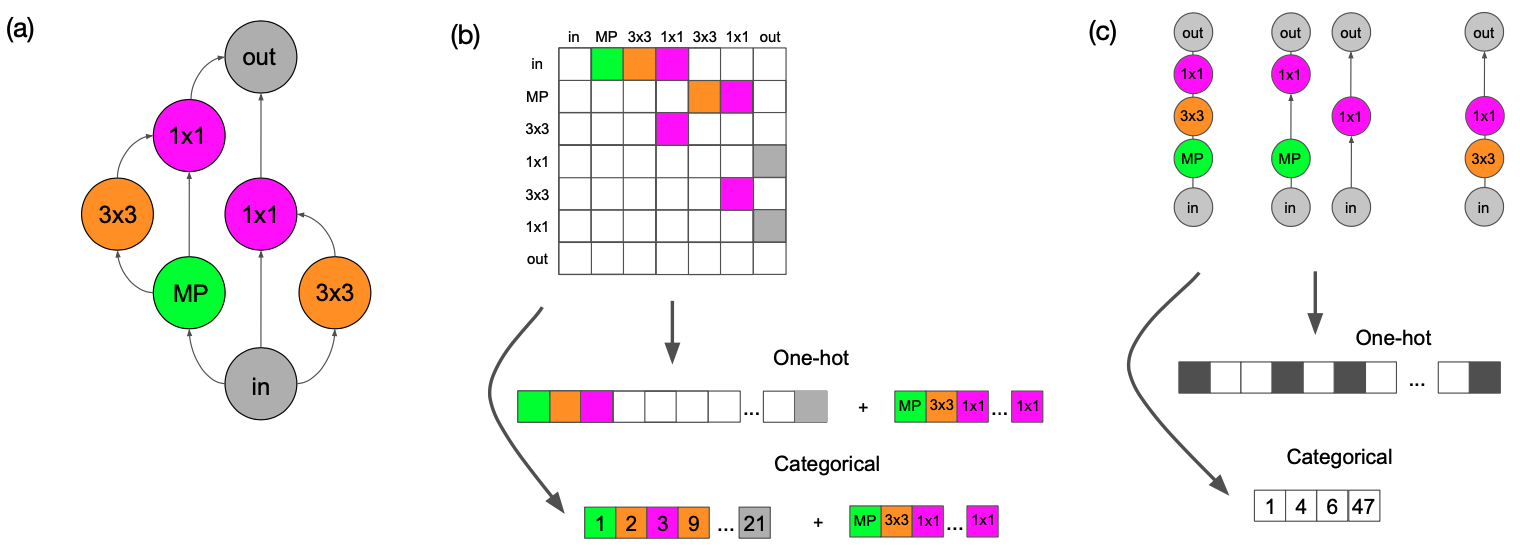 (a)
out
1x1
3x3
1x1
MP
3x3
in
(b)
in MP 3x3 1x1 3x3 1x1 out
in
MP
3x3
1x1
3x3
1x1
out
One-hot
... + MP 3x3 1x1 ... 1x1
Categorical
1 2 3 9 ... 21 + MP 3x3 1x1 ... 1x1
(c)
out out out out
1x1 1x1
3x3 1x1 1x1
MP MP 3x3
in in in in
One-hot
...
Categorical
1 4 6 47